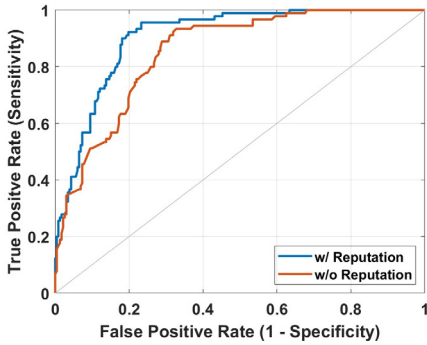 1
0.8
0.6
0.4
0.2
0
0 0.2 0.4 0.6 0.8 1
True Positve Rate (Sensitivity)
False Positive Rate (1 - Specificity)
w/ Reputation
w/o Reputation